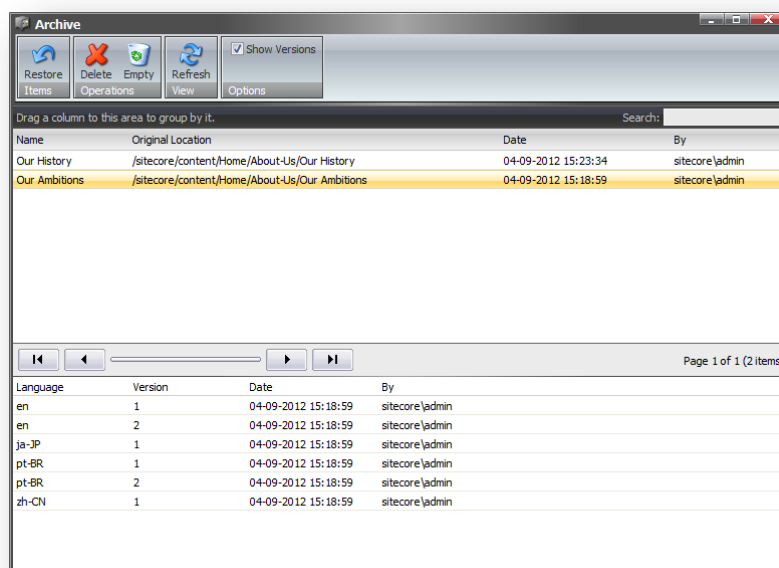 Archive
Restore Delete Empty Refresh Show Versions
Items Operations View Options
Drag a column to this area to group by it. Search:
Name Original Location Date By
Our History /sitecore/content/Home/About-Us/Our History 04-09-2012 15:23:34 sitecore\admin
Our Ambitions /sitecore/content/Home/About-Us/Our Ambitions 04-09-2012 15:18:59 sitecore\admin
Page 1 of 1 (2 items
Language Version Date By
en 1 04-09-2012 15:18:59 sitecore\admin
en 2 04-09-2012 15:18:59 sitecore\admin
ja-JP 1 04-09-2012 15:18:59 sitecore\admin
pt-BR 1 04-09-2012 15:18:59 sitecore\admin
pt-BR 2 04-09-2012 15:18:59 sitecore\admin
zh-CN 1 04-09-2012 15:18:59 sitecore\admin